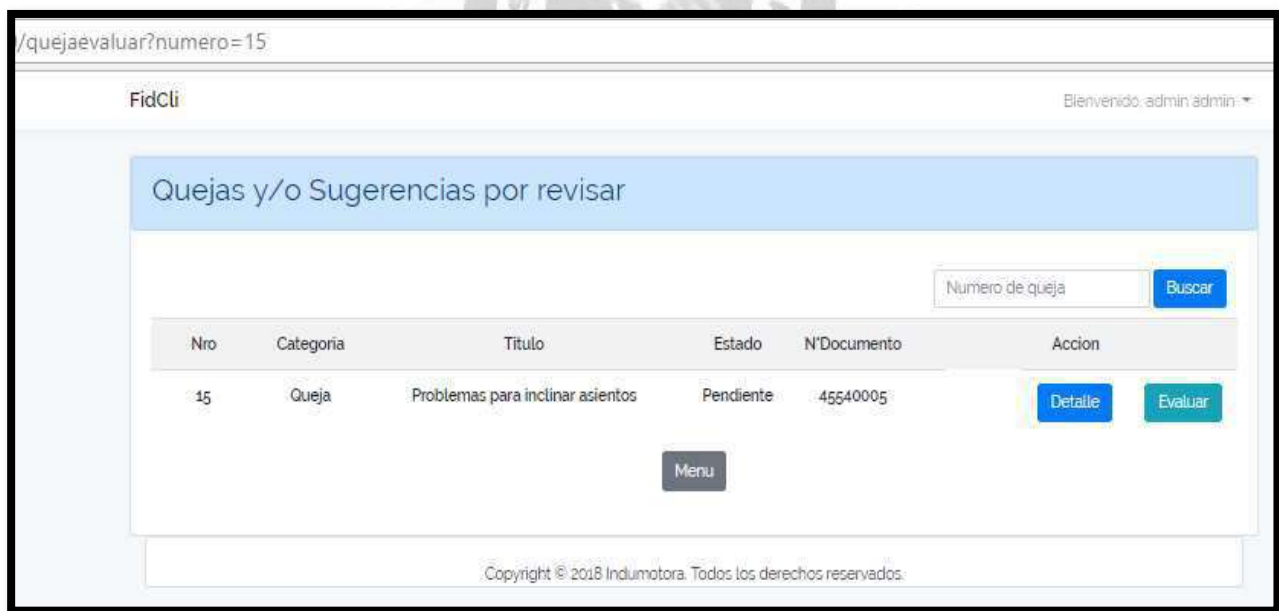 /quejaevaluar?numero=15
FidCli Bienvenido, admin admin
Quejas y/o Sugerencias por revisar
Numero de queja Buscar
Nro Categoria Titulo Estado N°Documento Accion
15 Queja Problemas para inclinar asientos Pendiente 45540005 Detalle Evaluar
Menu
Copyright © 2018 Indumotora. Todos los derechos reservados.